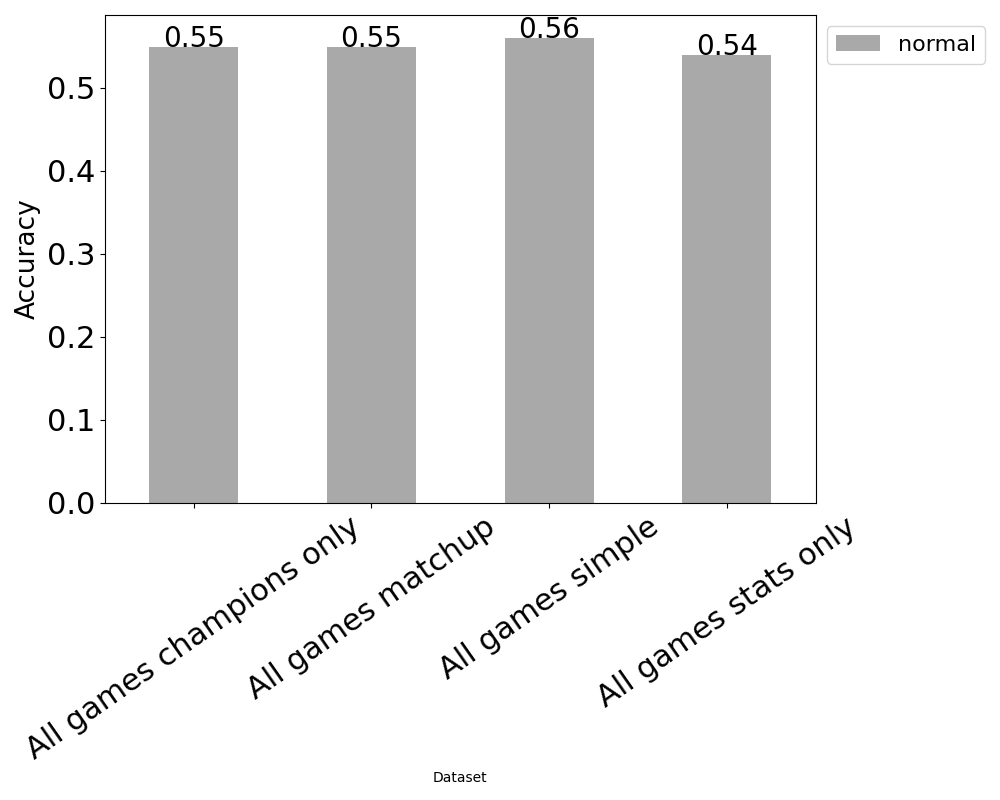 0.55
0.55
0.56
0.54
normal
Accuracy
0.5
0.4
0.3
0.2
0.1
0.0
All games champions only
All games matchup
All games simple
All games stats only
Dataset